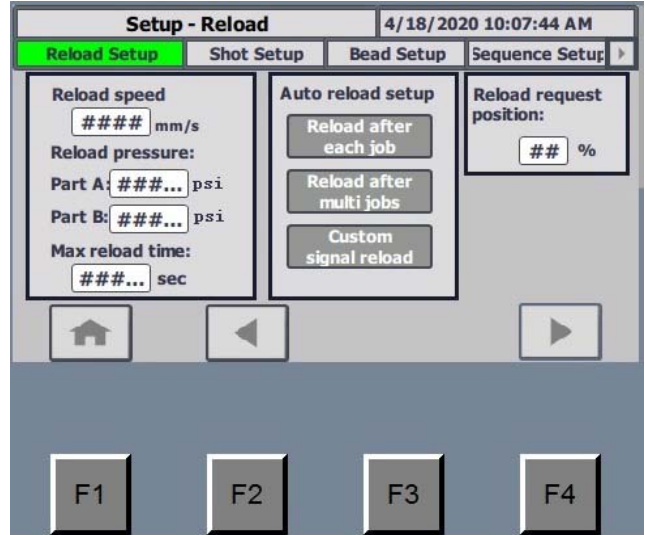 Setup - Reload
4/18/2020 10:07:44 AM
Reload Setup
Shot Setup
Bead Setup
Sequence Setup
Reload speed
#### mm/s
Reload pressure:
Part A: ###... psi
Part B: ###... psi
Max reload time:
###... sec
Auto reload setup
Reload after
each job
Reload after
multi jobs
Custom
signal reload
Reload request
position:
## %
F1
F2
F3
F4